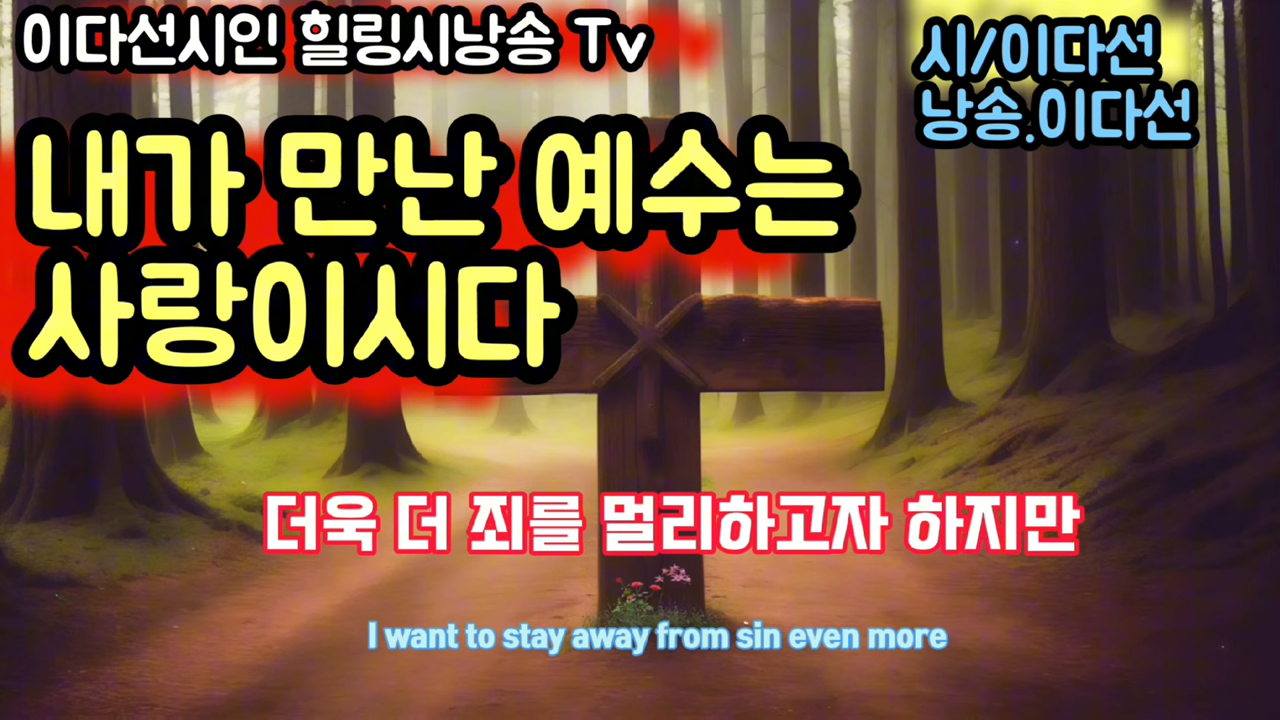 이다선시인 힐링시낭송 Tv
시/이다선
낭송.이다선
내가 만난 예수는
사랑이시다
더욱 더 죄를 멀리하고자 하지만
I want to stay away from sin even more